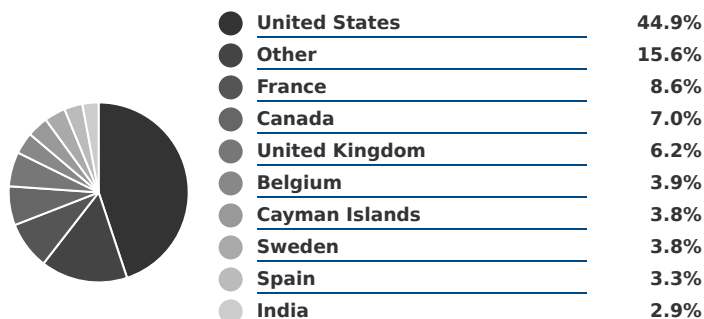 United States 44.9%
Other 15.6%
France 8.6%
Canada 7.0%
United Kingdom 6.2%
Belgium 3.9%
Cayman Islands 3.8%
Sweden 3.8%
Spain 3.3%
India 2.9%